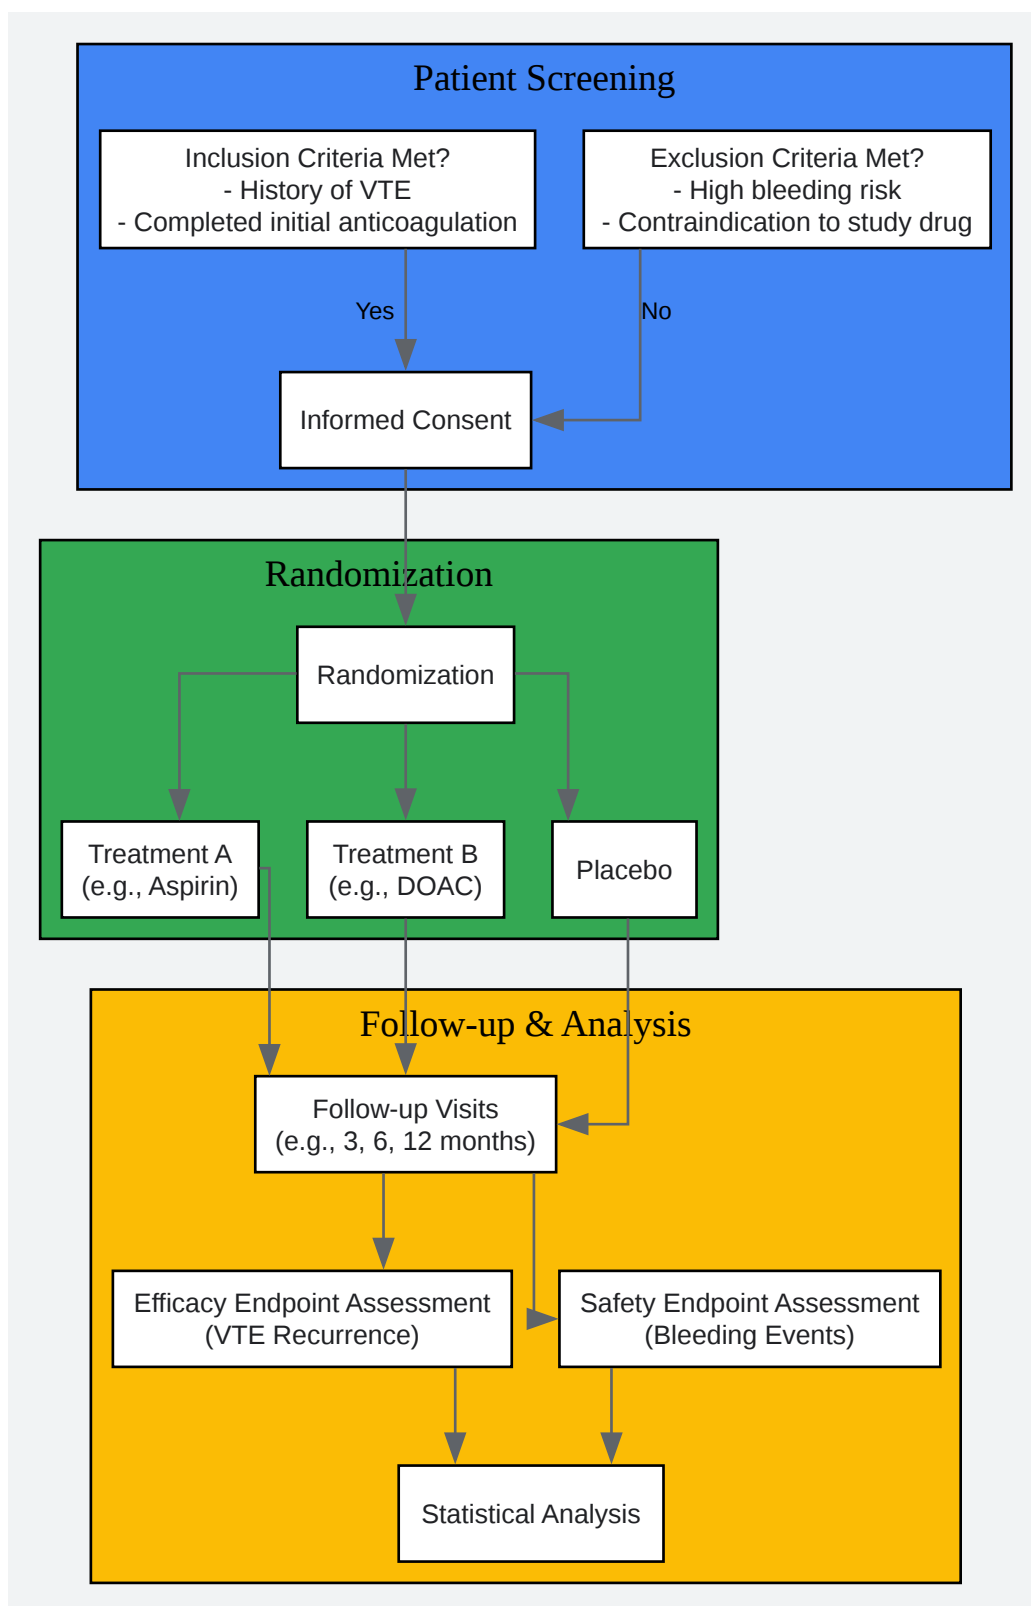 Patient Screening
Inclusion Criteria Met?
- History of VTE
- Completed initial anticoagulation
Exclusion Criteria Met?
- High bleeding risk
- Contraindication to study drug
Yes
No
Informed Consent
Randomization
Randomization
Treatment A
(e.g., Aspirin)
Treatment B
(e.g., DOAC)
Placebo
Follow-up & Analysis
Follow-up Visits
(e.g., 3, 6, 12 months)
Efficacy Endpoint Assessment
(VTE Recurrence)
Safety Endpoint Assessment
(Bleeding Events)
Statistical Analysis